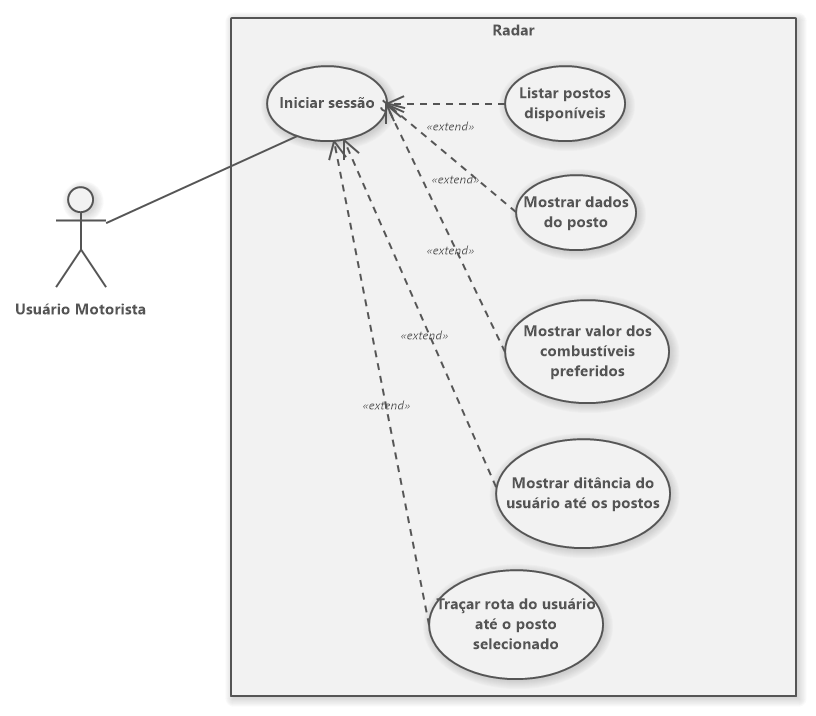 Radar
Iniciar sessão
Listar postos
disponíveis
«extend»
Mostrar dados
do posto
«extend»
Usuário Motorista
«extend»
Mostrar valor dos
combustíveis
preferidos
«extend»
«extend»
Mostrar ditância do
usuário até os postos
Traçar rota do usuário
até o posto
selecionado